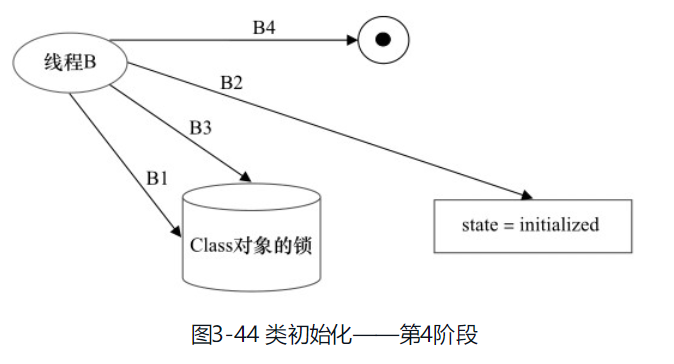 B4
线程B
B2
B3
B1
state = initialized
Class对象的锁
图3-44 类初始化——第4阶段